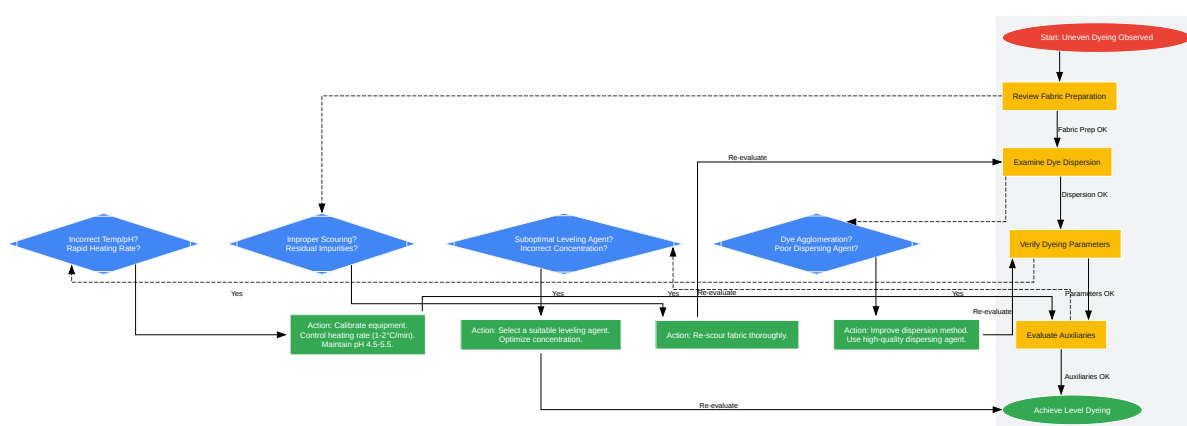 Start: Uneven Dyeing Observed
Review Fabric Preparation
Fabric Prep OK
Re-evaluate
Examine Dye Dispersion
Dispersion OK
Incorrect Temp/pH?
Rapid Heating Rate?
Improper Scouring?
Residual Impurities?
Suboptimal Leveling Agent?
Incorrect Concentration?
Dye Agglomeration?
Poor Dispersing Agent?
Verify Dyeing Parameters
Yes
Yes
Yes
Re-evaluate
Yes
Parameters OK
Re-evaluate
Action: Calibrate equipment.
Control heating rate (1-2°C/min).
Maintain pH 4.5-5.5.
Action: Select a suitable leveling agent.
Optimize concentration.
Action: Re-scour fabric thoroughly.
Action: Improve dispersion method.
Use high-quality dispersing agent.
Evaluate Auxiliaries
Auxiliaries OK
Re-evaluate
Achieve Level Dyeing